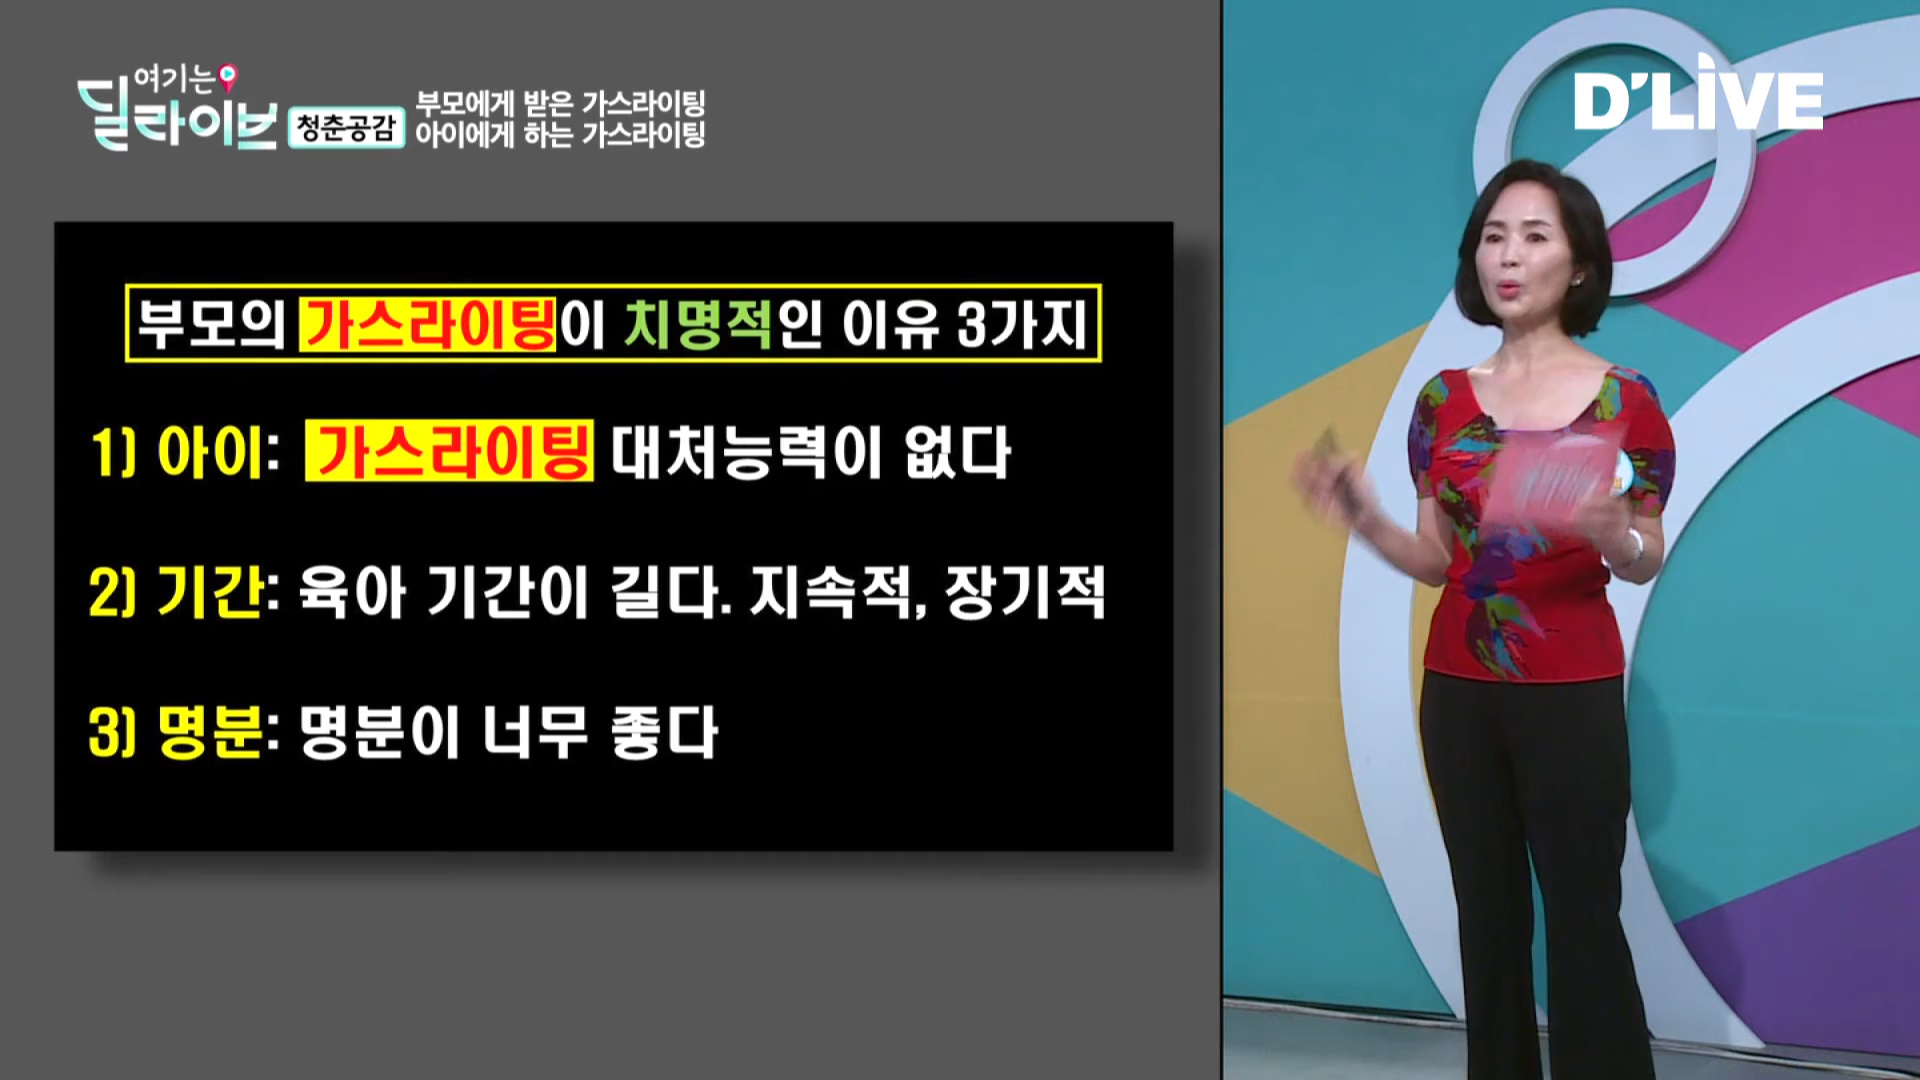 여기는
딜라이브
청춘공감
부모에게 받은 가스라이팅
아이에게 하는 가스라이팅
D'LIVE
부모의 가스라이팅이 치명적인 이유 3가지
1) 아이: 가스라이팅 대처능력이 없다
2) 기간: 육아 기간이 길다. 지속적, 장기적
3) 명분: 명분이 너무 좋다